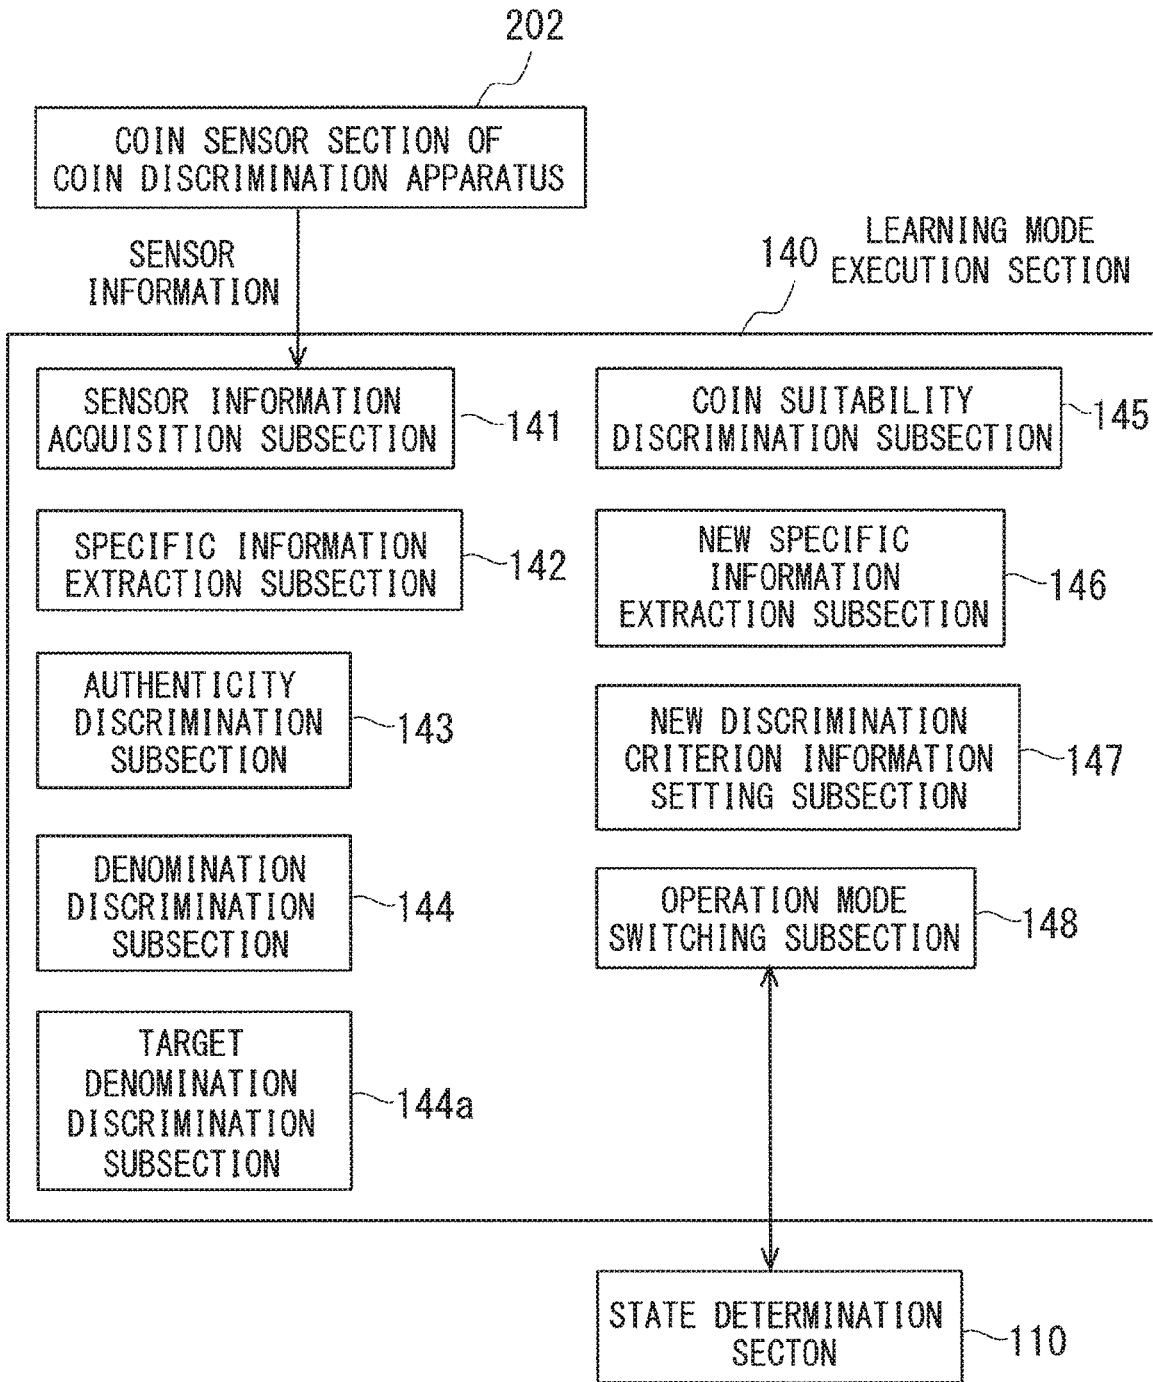 202
COIN SENSOR SECTION OF
COIN DISCRIMINATION APPARATUS
SENSOR
INFORMATION
140
LEARNING MODE
EXECUTION SECTION
SENSOR INFORMATION
ACQUISITION SUBSECTION
141
SPECIFIC INFORMATION
EXTRACTION SUBSECTION
142
AUTHENTICITY
DISCRIMINATION
SUBSECTION
143
DENOMINATION
DISCRIMINATION
SUBSECTION
144
TARGET
DENOMINATION
DISCRIMINATION
SUBSECTION
144a
COIN SUITABILITY
DISCRIMINATION SUBSECTION
145
NEW SPECIFIC
INFORMATION
EXTRACTION SUBSECTION
146
NEW DISCRIMINATION
CRITERION INFORMATION
SETTING SUBSECTION
147
OPERATION MODE
SWITCHING SUBSECTION
148
STATE DETERMINATION
SECTON
110